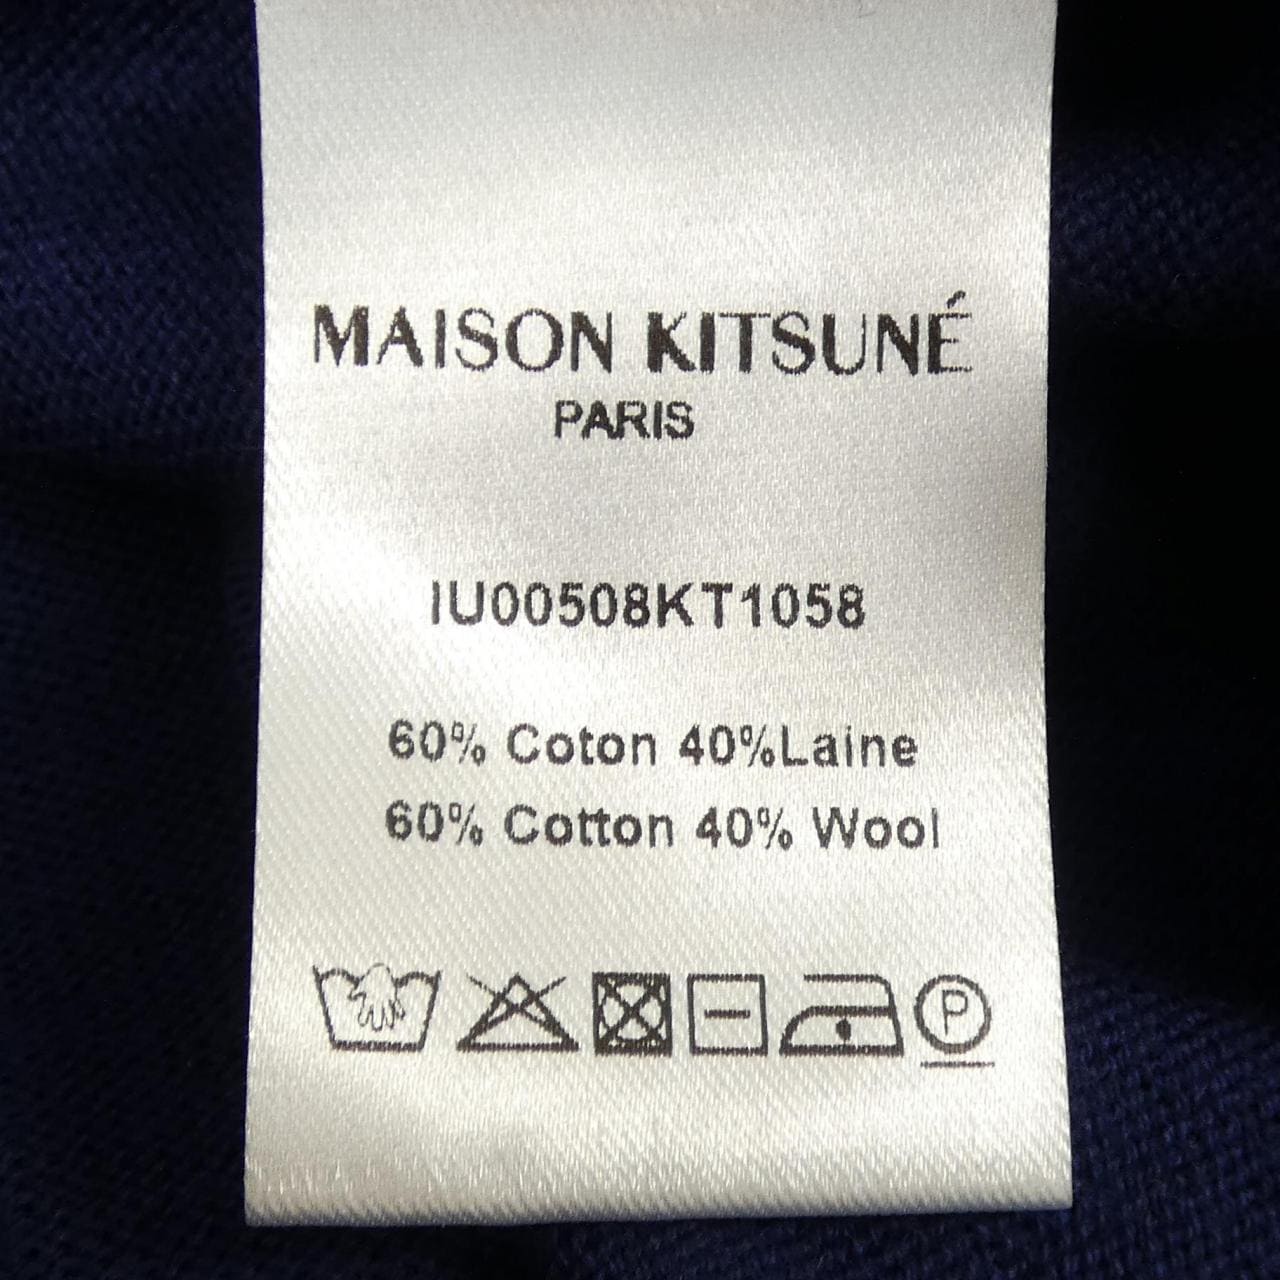 MAISON KITSUNÉ
PARIS
IU00508KT1058
60% Coton 40%Laine
60% Cotton 40% Wool
P